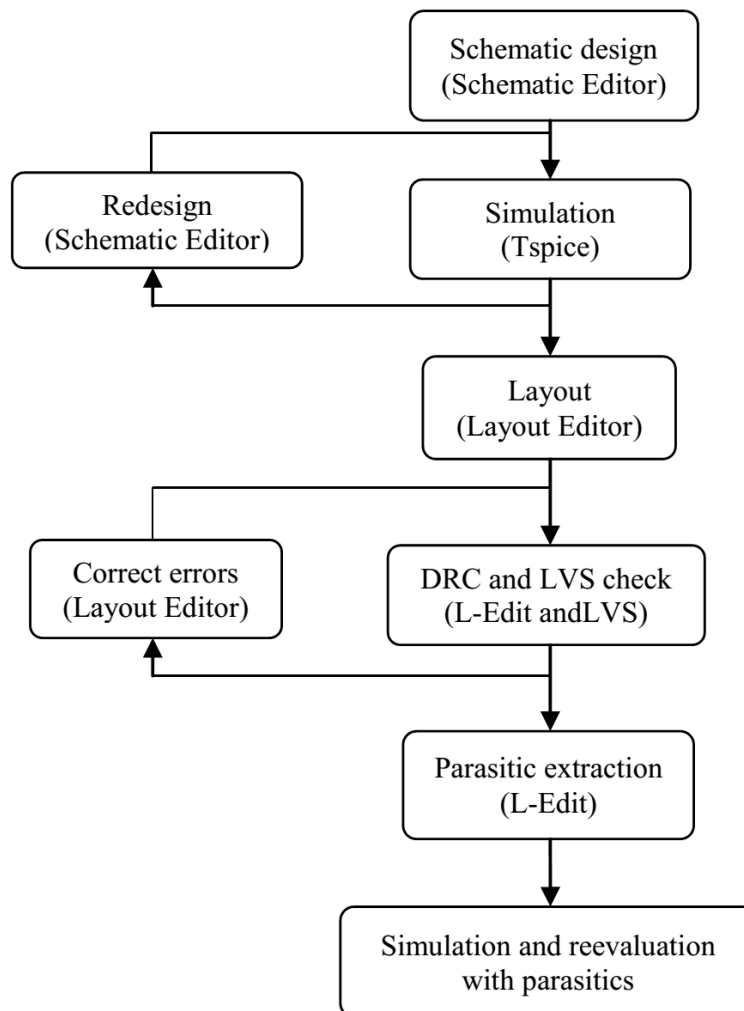 Schematic design
(Schematic Editor)
Redesign
(Schematic Editor)
Simulation
(Tspice)
Layout
(Layout Editor)
Correct errors
(Layout Editor)
DRC and LVS check
(L-Edit andLVS)
Parasitic extraction
(L-Edit)
Simulation and reevaluation
with parasitics